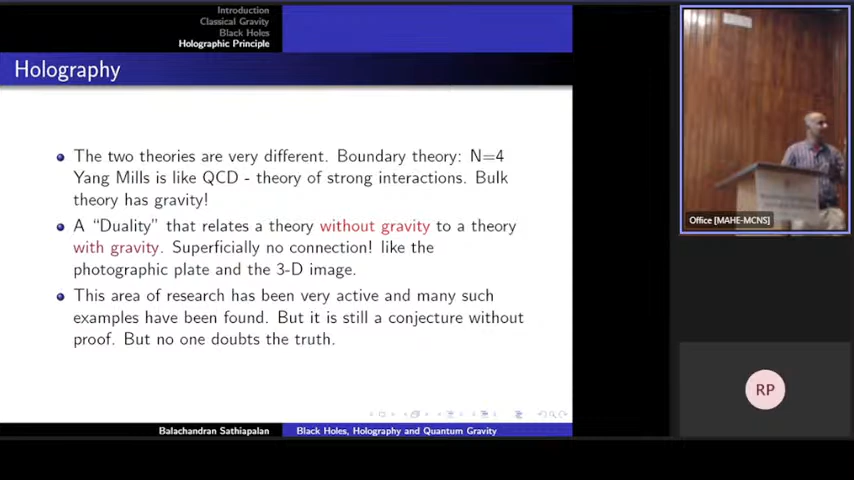 Introduction
Classical Gravity
Black Holes
Holographic Principle
Holography
The two theories are very different. Boundary theory: N=4
Yang Mills is like QCD - theory of strong interactions. Bulk
theory has gravity!
A “Duality” that relates a theory without gravity to a theory
with gravity. Superficially no connection! like the
photographic plate and the 3-D image.
This area of research has been very active and many such
examples have been found. But it is still a conjecture without
proof. But no one doubts the truth.
Balachandran Sathiapalan
Black Holes, Holography and Quantum Gravity
Office [MAHE-MCNS]
RP